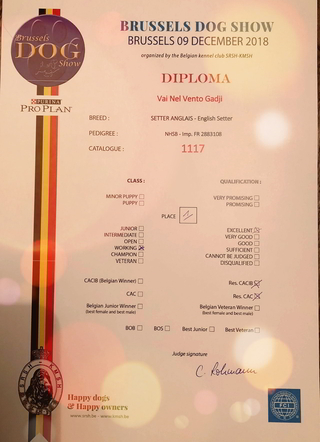 Brussels
DOG
Show
PURINA
PRO PLAN
BRUSSELS DOG SHOW
BRUSSELS 09 DECEMBER 2018
organized by the Belgian kennel club SRSH-KMSH
DIPLOMA
Vai Nel Vento Gadji
BREED : SETTER ANGLAIS - English Setter
PEDIGREE : NHSB - Imp. FR 288310B
CATALOGUE : 1117
CLASS : QUALIFICATION :
MINOR PUPPY VERY PROMISING
PUPPY PROMISING
PLACE 1
JUNIOR EXCELLENT
INTERMEDIATE VERY GOOD
OPEN GOOD
WORKING SUFFICIENT
CHAMPION CANNOT BE JUDGED
VETERAN DISQUALIFIED
CACIB (Belgian Winner) Res. CACIB
CAC Res. CAC
Belgian Junior Winner Belgian Veteran Winner
(best female and best male) (best female and best male)
BOB BOS Best Junior Best Veteran
Judge signature
Happy dogs
& Happy owners
FCI